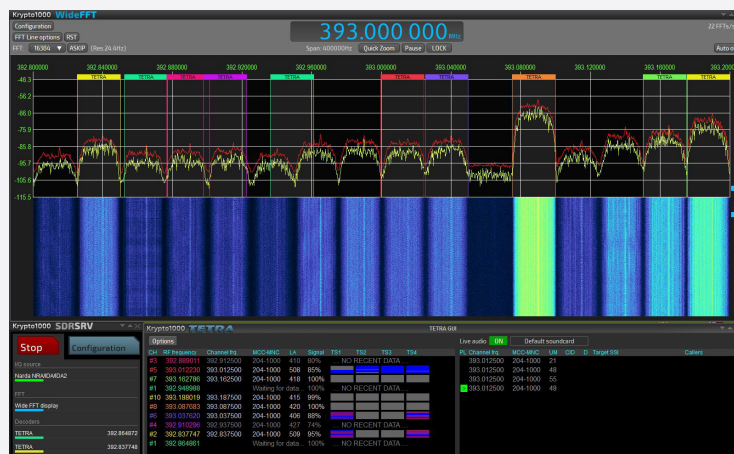 Krypto1000 WideFFT
Configuration
FFT Line options RST
FFT: 16384 ASKIP (Res 24.4Hz)
393.000 000 MHz
Span: 400000Hz Quick Zoom Pause LOCK
22 FFTs/s
Auto o
392.800000 392.840000 392.880000 392.920000 392.960000 393.000000 393.040000 393.080000 393.120000 393.160000 393.2000
TETRA TETRA TETRA TETRA TETRA TETRA TETRA TETRA TETRA TETRA
-46.3
-56.2
-66.0
-75.9
-85.8
-95.7
-105.6
-115.5
Krypto1000 SDRSRV
Stop Configuration
I/Q source
FFT
Wide FFT display
Decoders
TETRA 392.864872
TETRA 392.837748
Krypto1000 TETRA
TETRA GUI
Options
CH RF frequency Channel frq. MCC-MNC LA Signal TS1 TS2 TS3 TS4
#3 392.889011 392.912500 204-1000 410 80% ... NO RECENT DATA ...
#5 393.012230 393.012500 204-1000 508 85%
#7 393.162786 393.162500 204-1000 418 100%
#1 392.948988 Waiting for data... 100% ... NO RECENT DATA ...
#10 393.188019 393.187500 204-1000 415 99%
#8 393.087683 393.087500 204-1000 420 100%
#6 393.037620 393.037500 204-1000 406 88%
#4 392.910296 392.937500 204-1000 427 74% ... NO RECENT DATA ...
#2 392.837747 392.837500 204-1000 509 95%
#1 392.864861 Waiting for data... 100% ... NO RECENT DATA ...
Live audio ON Default soundcard
PL Channel frq. MCC-MNC UM CID D Target SSI Callers
393.012500 204-1000 21
393.012500 204-1000 48
393.012500 204-1000 55
393.012500 204-1000 49